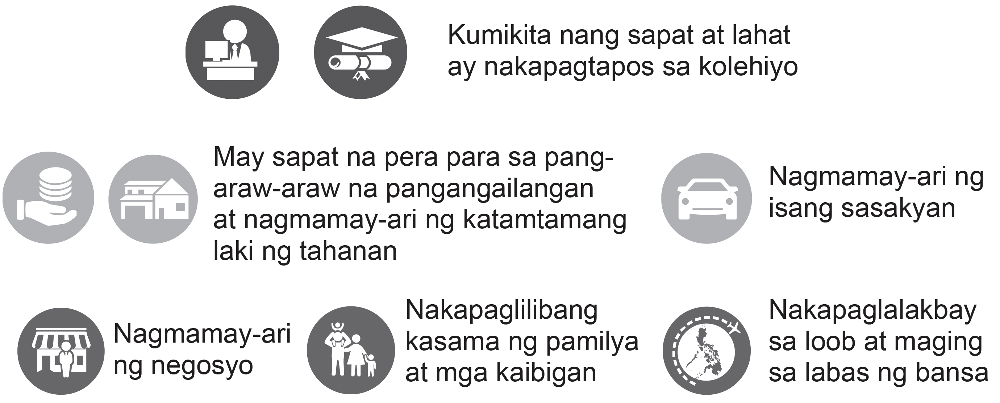 Kumikita nang sapat at lahat
ay nakapagtapos sa kolehiyo
May sapat na pera para sa pang-
araw-araw na pangangailangan
at nagmamay-ari ng katamtamang
laki ng tahanan
Nagmamay-ari ng
isang sasakyan
Nagmamay-ari
ng negosyo
Nakapaglilibang
kasama ng pamilya
at mga kaibigan
Nakapaglalakbay
sa loob at maging
sa labas ng bansa